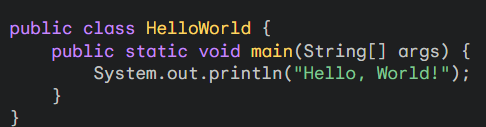 public class HelloWorld {
    public static void main(String[] args) {
        System.out.println("Hello, World!");
    }
}